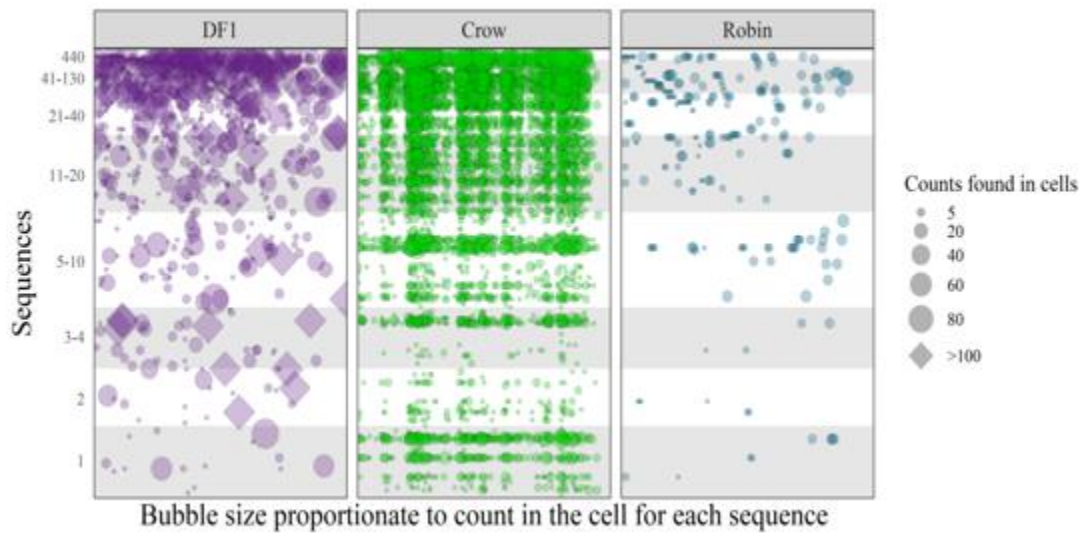 DF1
Crow
Robin
Sequences
440
41-130
21-40
11-20
5-10
3-4
2
1
Counts found in cells
5
20
40
60
80
>100
Bubble size proportionate to count in the cell for each sequence